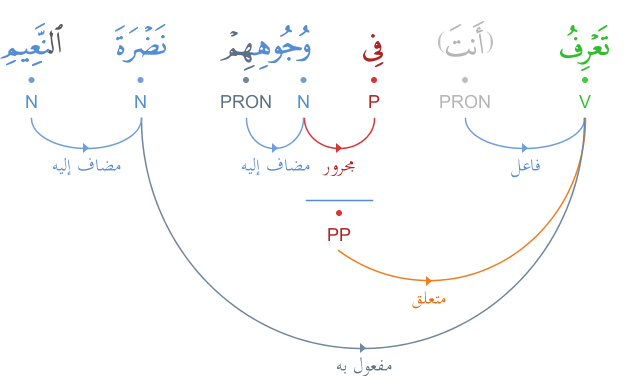 تَعْرِفُ (أَنتَ) فِى وُجُوهِهِمْ نَضْرَةَ ٱلنَّعِيمِ
V PRON P N PRON N N
فاعل مجرور مضاف إليه مضاف إليه
PP
متعلق
مفعول به